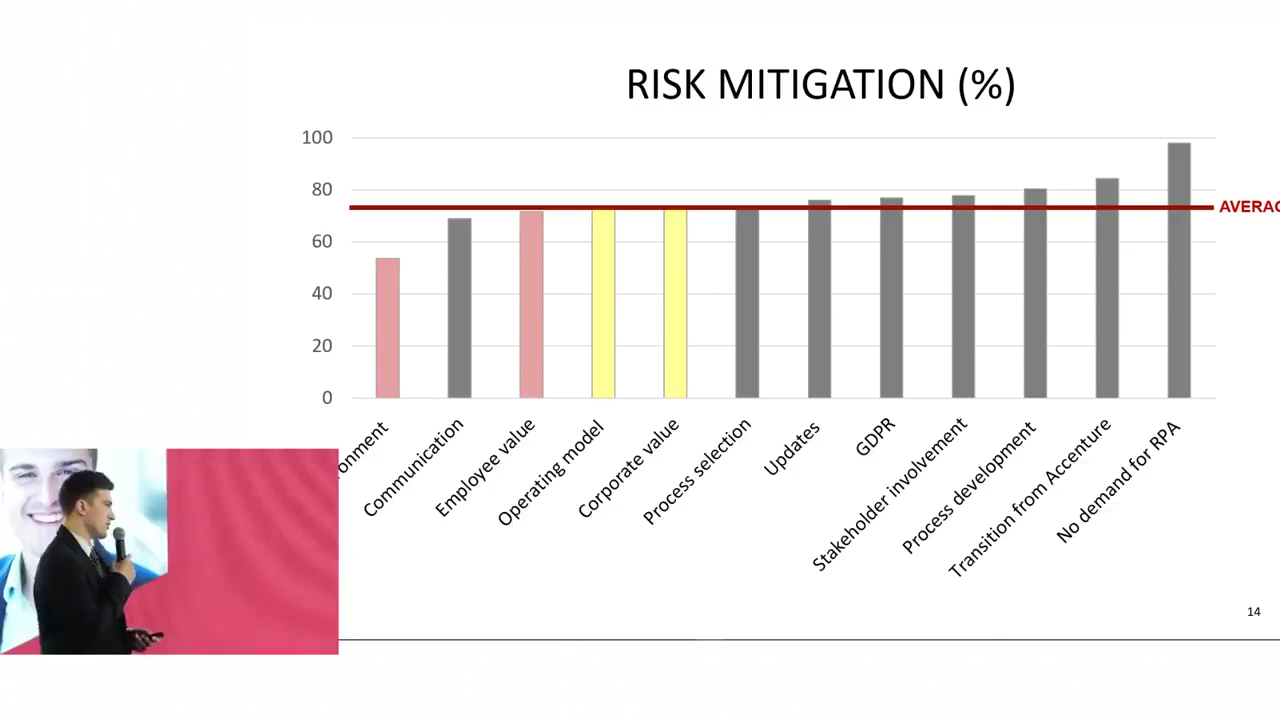 RISK MITIGATION (%)
100
80
60
40
20
0
AVERAG
onment
Communication
Employee value
Operating model
Corporate value
Process selection
Updates
GDPR
Stakeholder involvement
Process development
Transition from Accenture
No demand for RPA
14